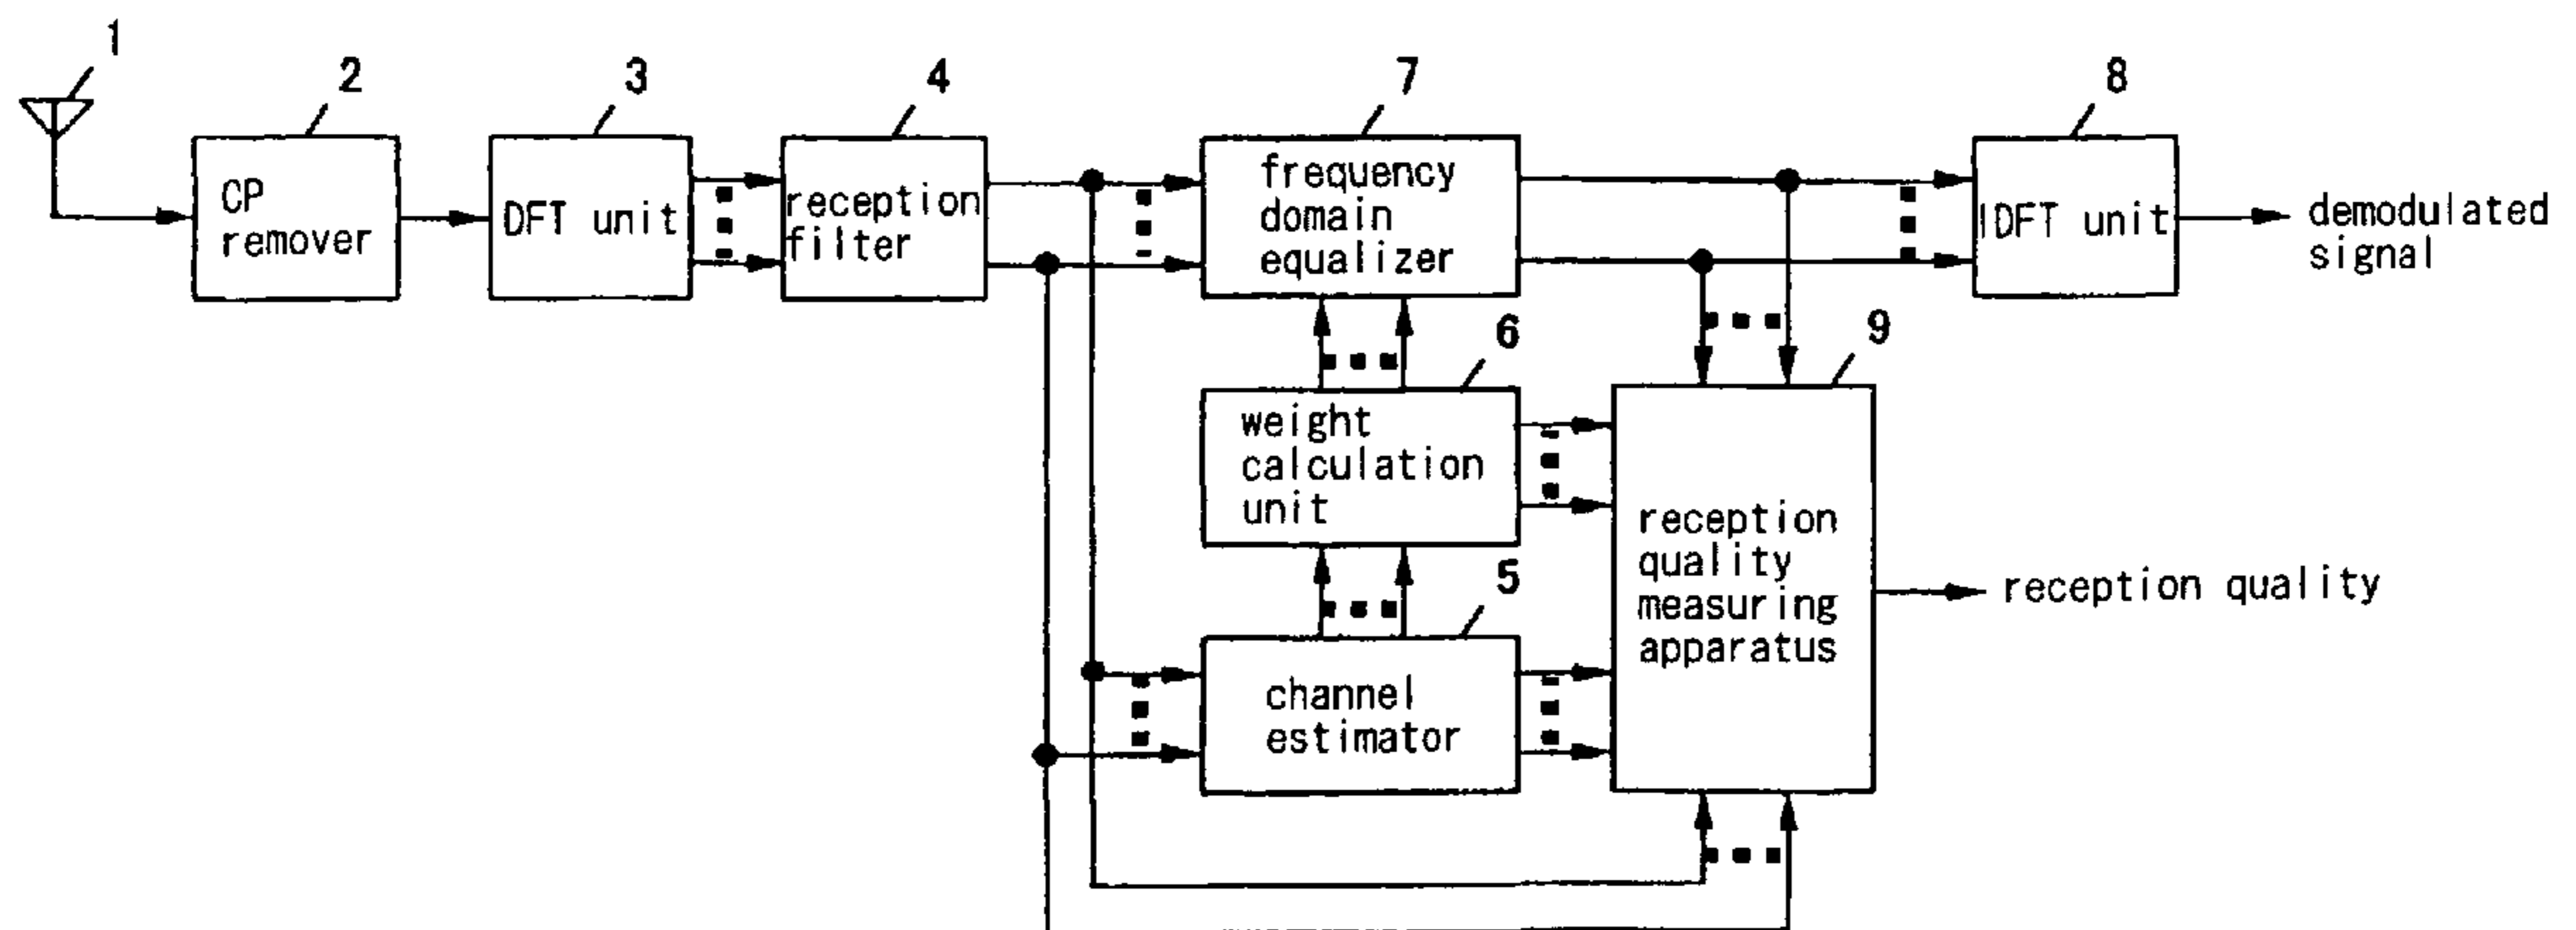 1
2
3
4
7
8
CP
remover
DFT unit
reception
filter
frequency
domain
equalizer
IDFT unit
demodulated
signal
6
9
weight
calculation
unit
5
reception
quality
measuring
apparatus
reception quality
channel
estimator